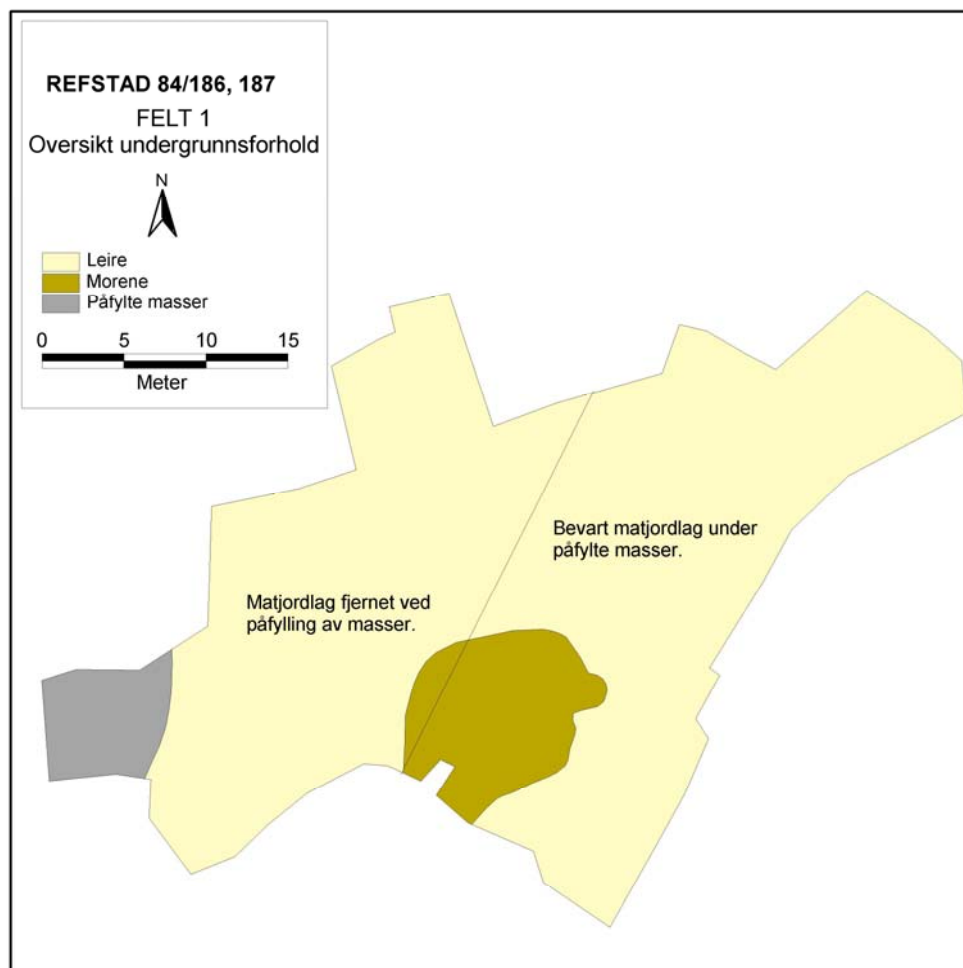 REFSTAD 84/186, 187
FELT 1
Oversikt undergrunnsforhold
N
Leire
Morene
Påfylte masser
0 5 10 15
Meter
Bevart matjordlag under
påfylte masser.
Matjordlag fjernet ved
påfylling av masser.